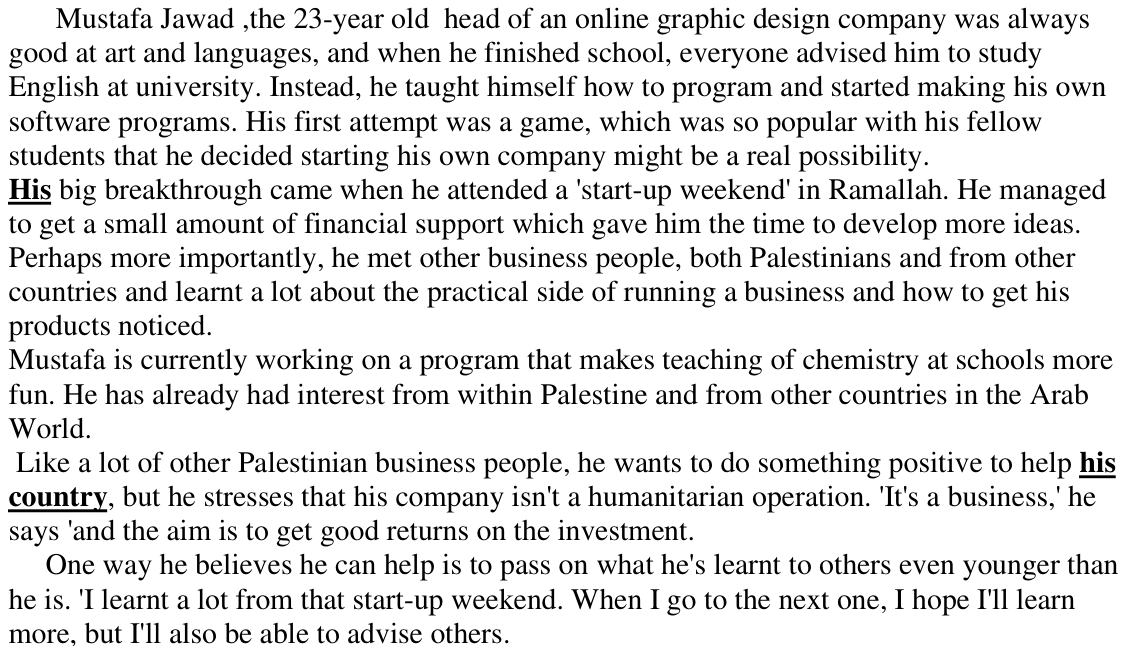 Mustafa Jawad ,the 23-year old  head of an online graphic design company was always
good at art and languages, and when he finished school, everyone advised him to study
English at university. Instead, he taught himself how to program and started making his own
software programs. His first attempt was a game, which was so popular with his fellow
students that he decided starting his own company might be a real possibility.
His big breakthrough came when he attended a 'start-up weekend' in Ramallah. He managed
to get a small amount of financial support which gave him the time to develop more ideas.
Perhaps more importantly, he met other business people, both Palestinians and from other
countries and learnt a lot about the practical side of running a business and how to get his
products noticed.
Mustafa is currently working on a program that makes teaching of chemistry at schools more
fun. He has already had interest from within Palestine and from other countries in the Arab
World.
Like a lot of other Palestinian business people, he wants to do something positive to help his
country, but he stresses that his company isn't a humanitarian operation. 'It's a business,' he
says 'and the aim is to get good returns on the investment.
One way he believes he can help is to pass on what he's learnt to others even younger than
he is. 'I learnt a lot from that start-up weekend. When I go to the next one, I hope I'll learn
more, but I'll also be able to advise others.